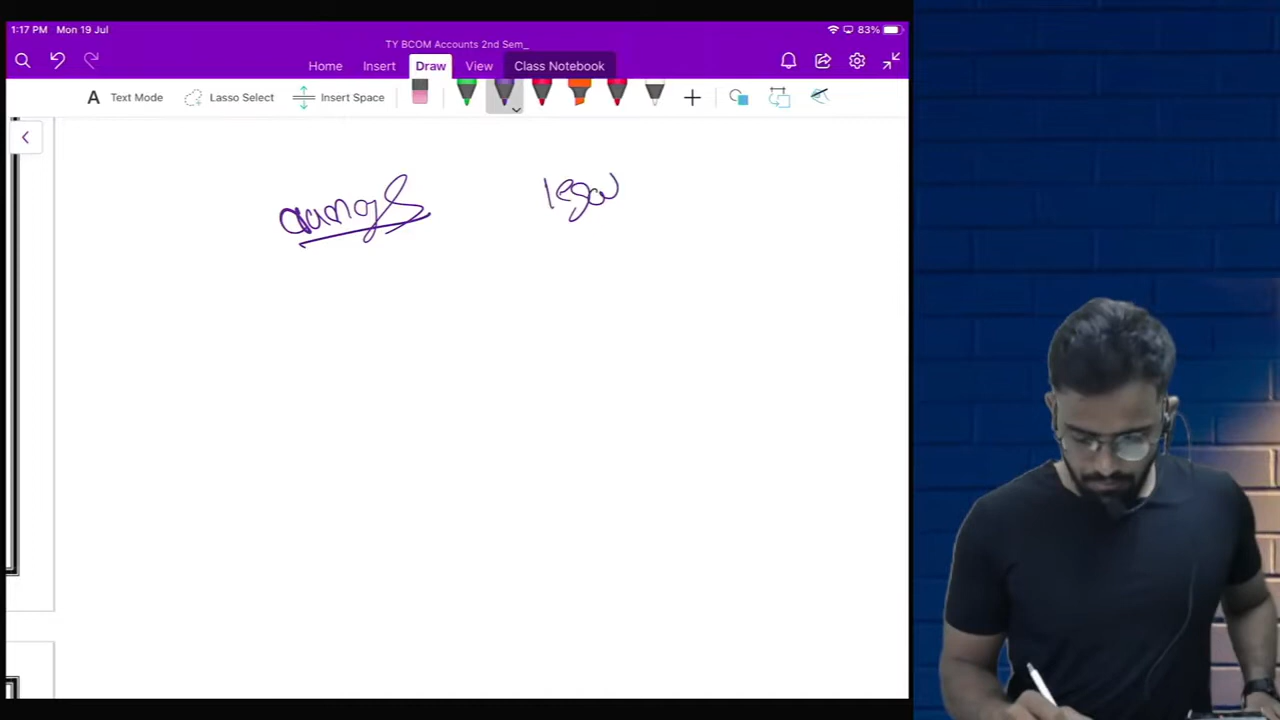 1:17 PM Mon 19 Jul 83%
TY BCOM Accounts 2nd Sem_
Home Insert Draw View Class Notebook
A Text Mode Lasso Select Insert Space
legal